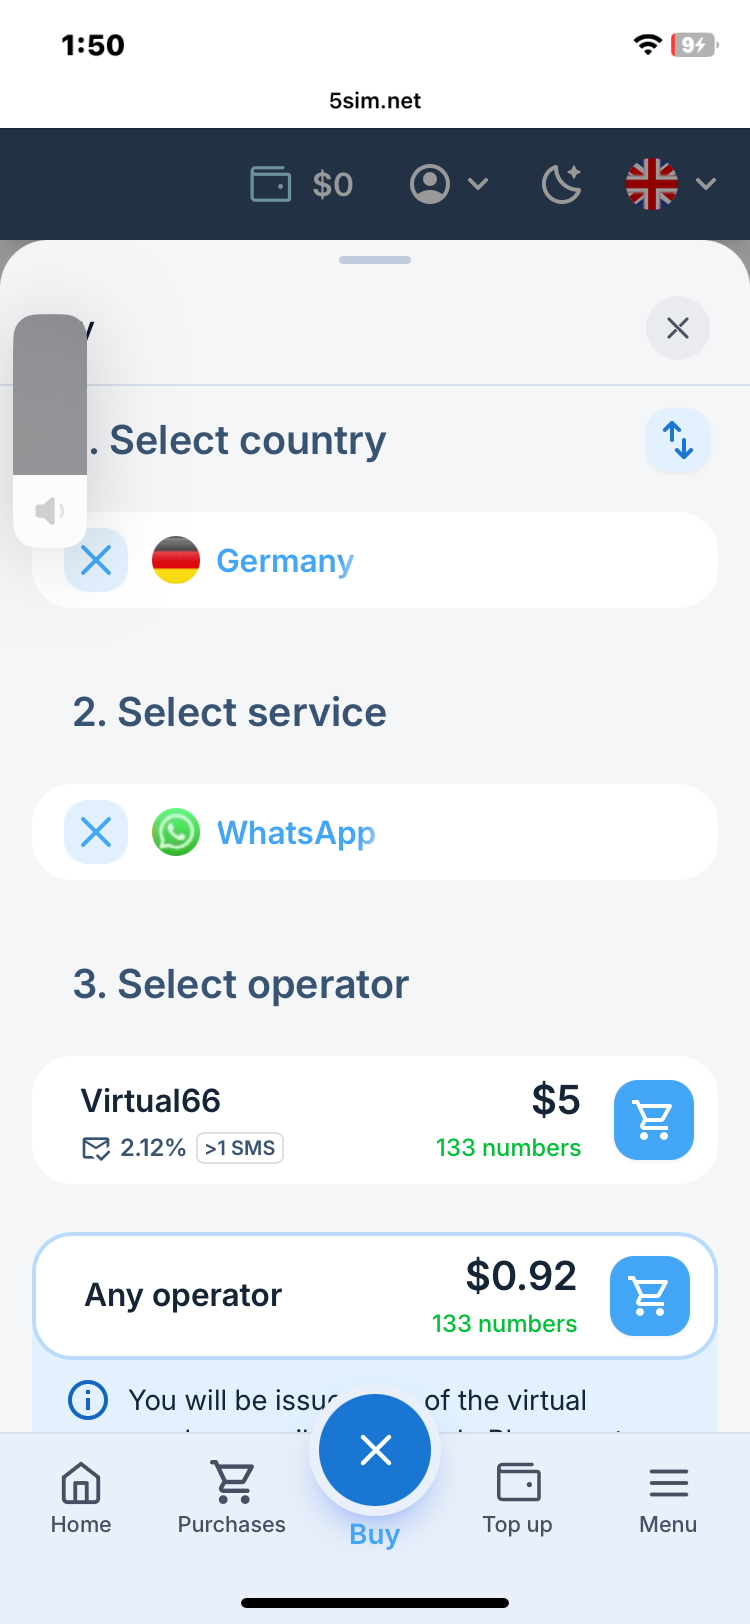 1:50
9
5sim.net
$0
y
. Select country
Germany
2. Select service
WhatsApp
3. Select operator
Virtual66
$5
2.12% >1 SMS
133 numbers
Any operator
$0.92
133 numbers
You will be of the virtual
Home
Purchases
Buy
Top up
Menu